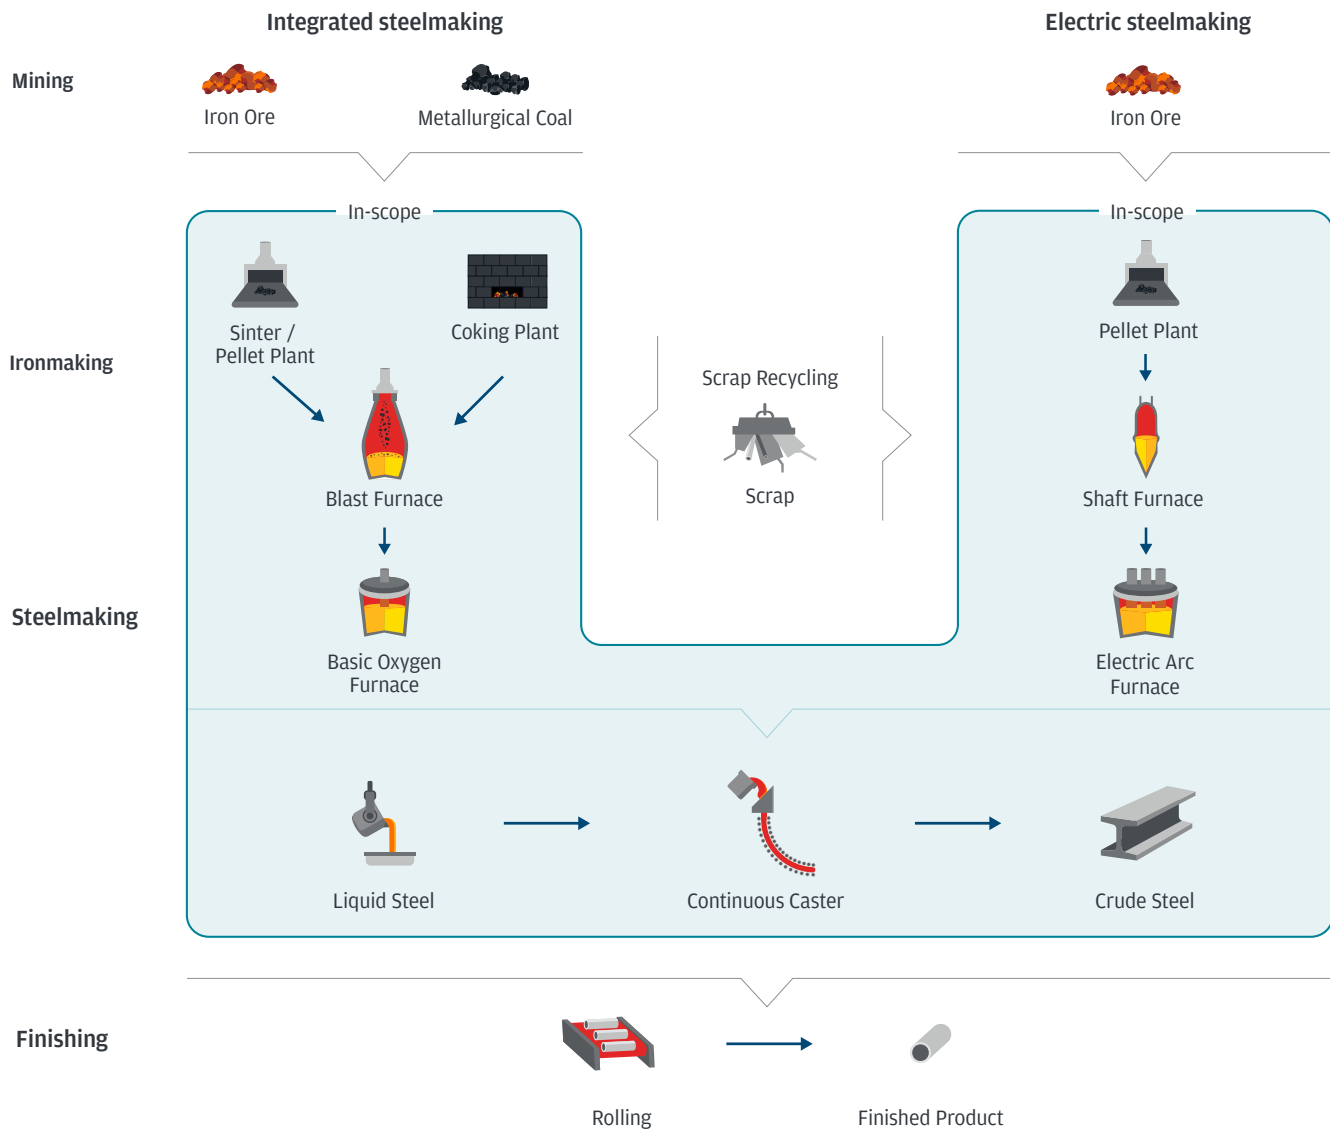 Integrated steelmaking
Electric steelmaking
Mining
Iron Ore
Metallurgical Coal
Iron Ore
In-scope
In-scope
Sinter /
Pellet Plant
Coking Plant
Pellet Plant
Ironmaking
Scrap Recycling
Scrap
Blast Furnace
Shaft Furnace
Steelmaking
Basic Oxygen
Furnace
Electric Arc
Furnace
Liquid Steel
Continuous Caster
Crude Steel
Finishing
Rolling
Finished Product